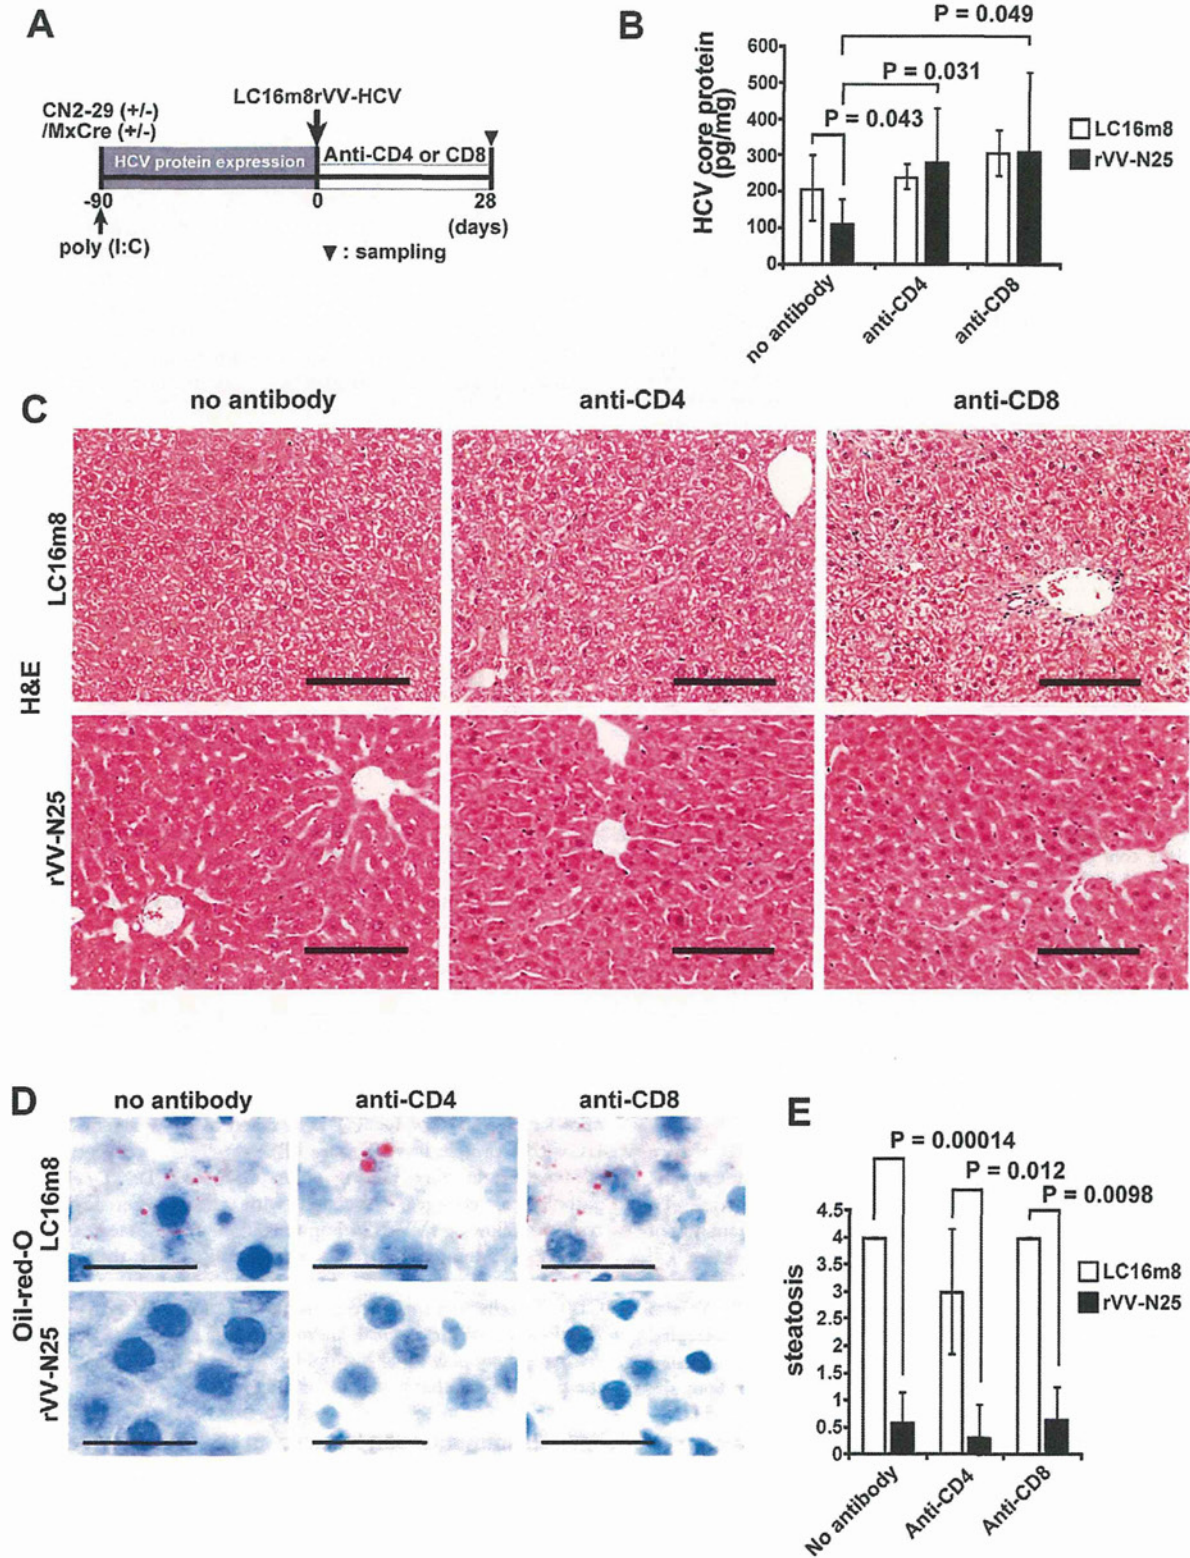 A
LC16m8rVV-HCV
CN2-29 (+/-)
/MxCre (+/-)
HCV protein expression
Anti-CD4 or CD8
-90
0
28
(days)
poly (I:C)
▼: sampling
B
P = 0.049
P = 0.031
P = 0.043
HCV core protein
(pg/mg)
600
500
400
300
200
100
0
LC16m8
rVV-N25
no antibody
anti-CD4
anti-CD8
C
no antibody
anti-CD4
anti-CD8
H&E
LC16m8
rVV-N25
D
no antibody
anti-CD4
anti-CD8
Oil-red-O
LC16m8
rVV-N25
E
P = 0.00014
P = 0.012
P = 0.0098
steatosis
4.5
4
3.5
3
2.5
2
1.5
1
0.5
0
LC16m8
rVV-N25
No antibody
Anti-CD4
Anti-CD8